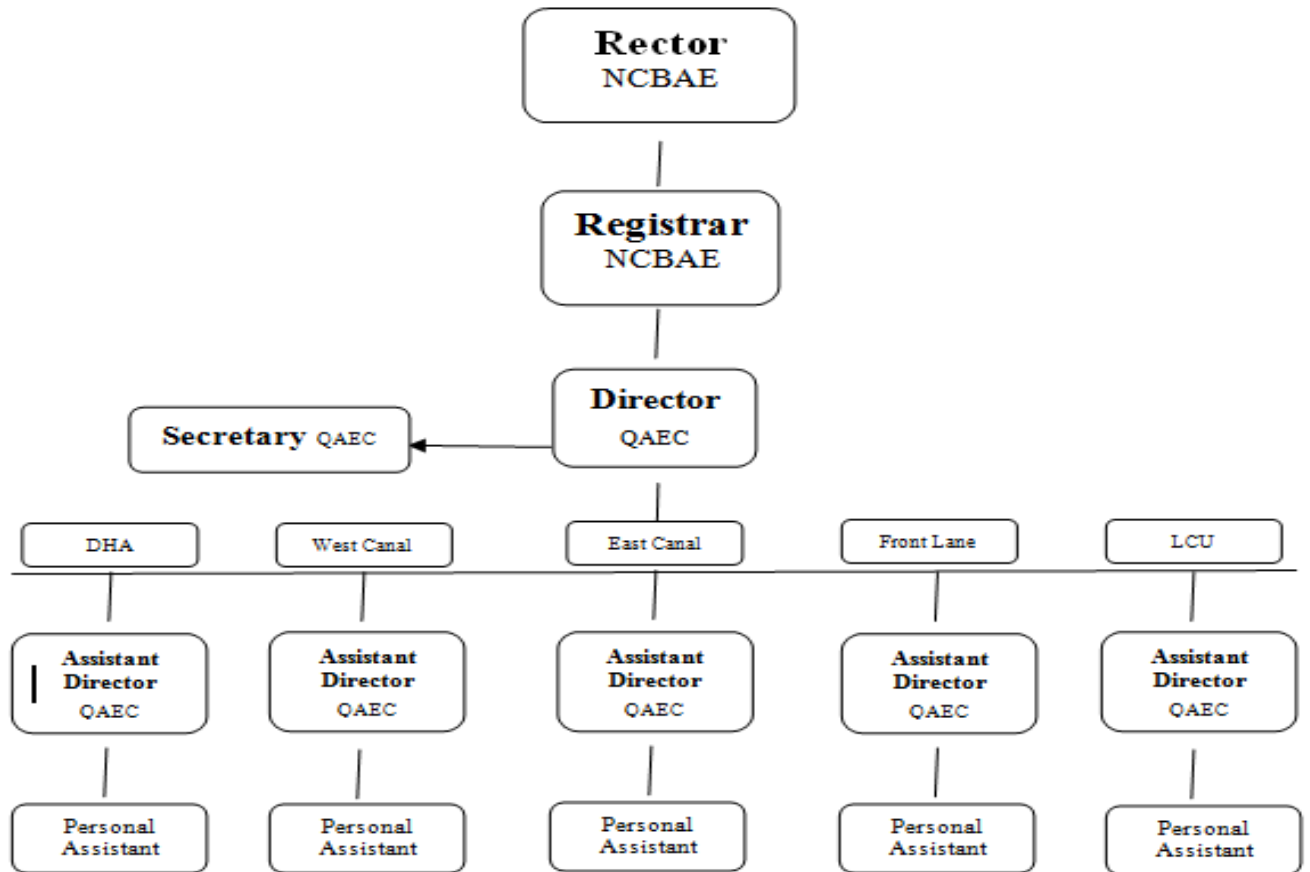 Rector
NCBAE
Registrar
NCBAE
Director
QAEC
Secretary QAEC
DHA
West Canal
East Canal
Front Lane
LCU
Assistant
Director
QAEC
Assistant
Director
QAEC
Assistant
Director
QAEC
Assistant
Director
QAEC
Assistant
Director
QAEC
Personal
Assistant
Personal
Assistant
Personal
Assistant
Personal
Assistant
Personal
Assistant